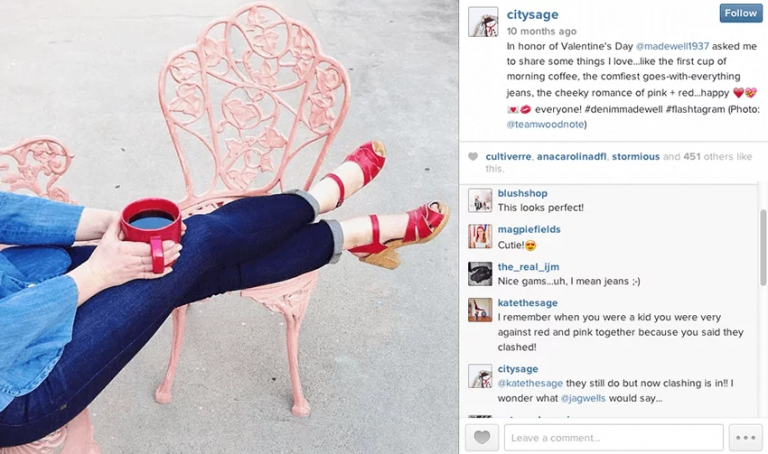 citysage
Follow
10 months ago
In honor of Valentine's Day @madewell1937 asked me
to share some things I love...like the first cup of
morning coffee, the comfiest goes-with-everything
jeans, the cheeky romance of pink + red...happy ❤️💝
💌💋 everyone! #denimmadewell #flashtagram (Photo:
@teamwoodnote)
cultiverre, anacarolinadfl, stormious and 451 others like
this.
blushshop
This looks perfect!
magpiefields
Cutie!😍
the_real_ijm
Nice gams...uh, I mean jeans ;-)
katethesage
I remember when you were a kid you were very
against red and pink together because you said they
clashed!
citysage
@katethesage they still do but now clashing is in!! I
wonder what @jagwells would say...
Leave a comment...